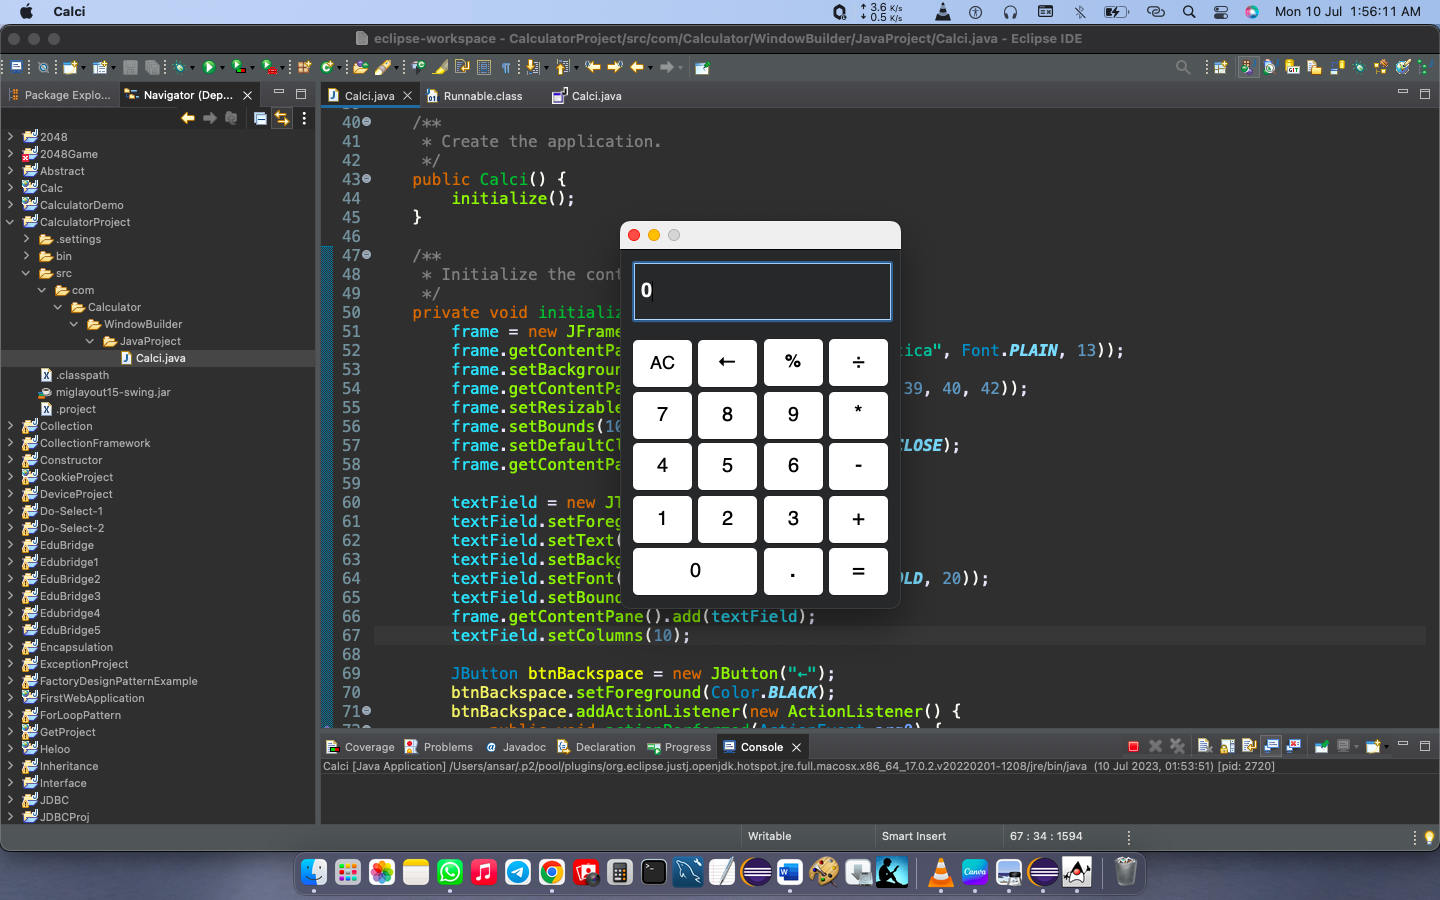 Calci
3.6 K/s
0.5 K/s
Mon 10 Jul 1:56:11 AM
eclipse-workspace - CalculatorProject/src/com/Calculator/WindowBuilder/JavaProject/Calci.java - Eclipse IDE
Package Explo...
Navigator (Dep...
Calci.java
Runnable.class
Calci.java
2048
2048Game
Abstract
Calc
CalculatorDemo
CalculatorProject
.settings
bin
src
com
Calculator
WindowBuilder
JavaProject
Calci.java
.classpath
miglayout15-swing.jar
.project
Collection
CollectionFramework
Constructor
CookieProject
DeviceProject
Do-Select-1
Do-Select-2
EduBridge
Edubridge1
EduBridge2
EduBridge3
Edubridge4
EduBridge5
Encapsulation
ExceptionProject
FactoryDesignPatternExample
FirstWebApplication
ForLoopPattern
GetProject
Heloo
Inheritance
Interface
JDBC
JDBCProj
40 /**
41 * Create the application.
42 */
43 public Calci() {
44 initialize();
45 }
46
47 /**
48 * Initialize the cont
49 */
50 private void initializ
51 frame = new JFrame
52 frame.getContentPa tica", Font.PLAIN, 13));
53 frame.setBackgroun
54 frame.getContentPa 39, 40, 42));
55 frame.setResizable
56 frame.setBounds(10
57 frame.setDefaultCl CLOSE);
58 frame.getContentPa
59
60 textField = new JT
61 textField.setForeg
62 textField.setText(
63 textField.setBackg
64 textField.setFont( OLD, 20));
65 textField.setBound
66 frame.getContentPane().add(textField);
67 textField.setColumns(10);
68
69 JButton btnBackspace = new JButton("←");
70 btnBackspace.setForeground(Color.BLACK);
71 btnBackspace.addActionListener(new ActionListener() {
0
AC ← % ÷
7 8 9 *
4 5 6 -
1 2 3 +
0 . =
Coverage
Problems
Javadoc
Declaration
Progress
Console
Calci [Java Application] /Users/ansar/.p2/pool/plugins/org.eclipse.justj.openjdk.hotspot.jre.full.macosx.x86_64_17.0.2.v20220201-1208/jre/bin/java (10 Jul 2023, 01:53:51) [pid: 2720]
Writable
Smart Insert
67 : 34 : 1594
Canva